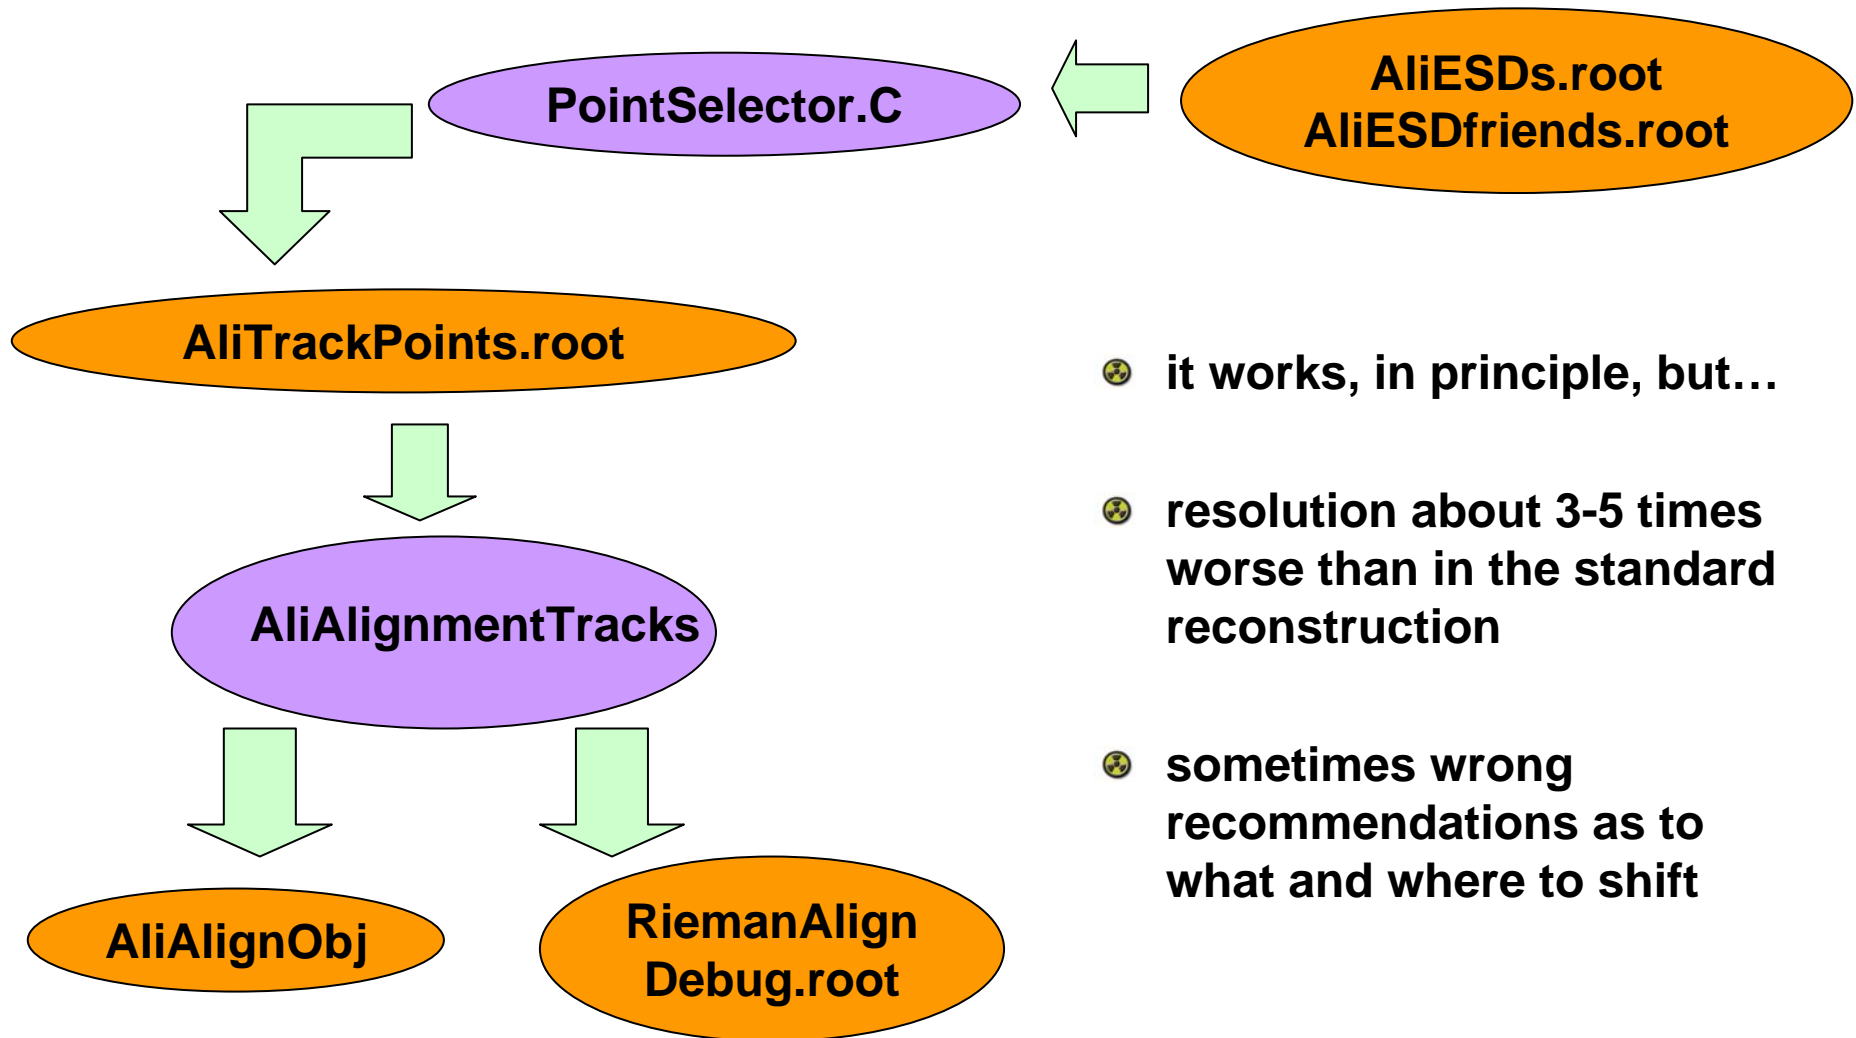 PointSelector.C
AliESDs.root
AliESDfriends.root
AliTrackPoints.root
AliAlignmentTracks
AliAlignObj
RiemanAlign
Debug.root
it works, in principle, but…
resolution about 3-5 times
worse than in the standard
reconstruction
sometimes wrong
recommendations as to
what and where to shift